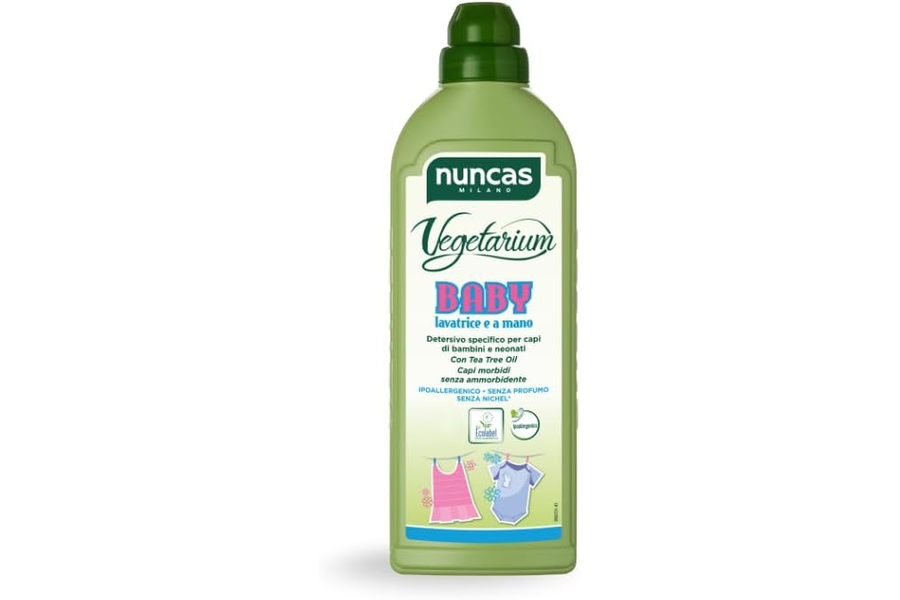 nuncas
MILANO
Vegetarium
BABY
lavatrice e a mano
Detersivo specifico per capi
di bambini e neonati
Con Tea Tree Oil
Capi morbidi
senza ammorbidente
IPOALLERGENICO - SENZA PROFUMO
SENZA NICHEL*
Ecolabel
Ipoallergenico